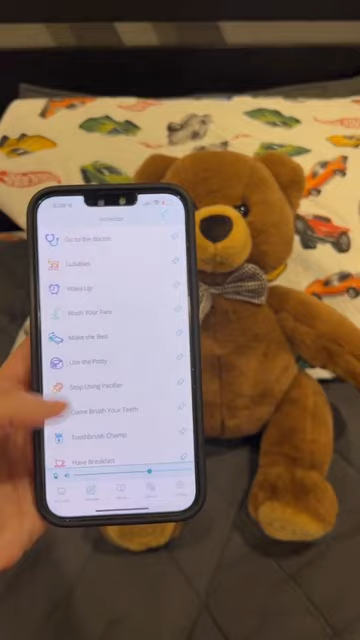 Go to the doctor
Lullabies
Wake Up
Wash Your Face
Make the Bed
Use the Potty
Stop Using Pacifier
Come Brush Your Teeth
Toothbrush Champ
Have Breakfast